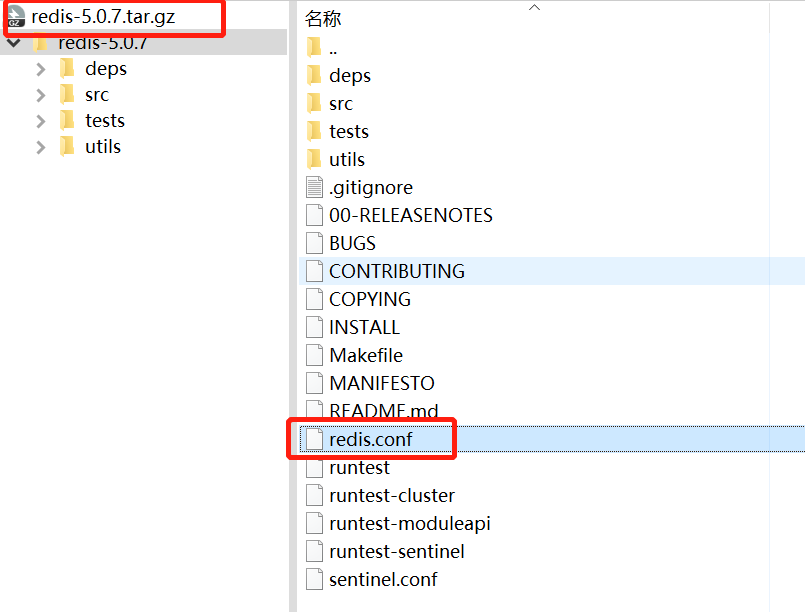 redis-5.0.7.tar.gz
redis-5.0.7
deps
src
tests
utils
名称
..
deps
src
tests
utils
.gitignore
00-RELEASENOTES
BUGS
CONTRIBUTING
COPYING
INSTALL
Makefile
MANIFESTO
README.md
redis.conf
runtest
runtest-cluster
runtest-moduleapi
runtest-sentinel
sentinel.conf